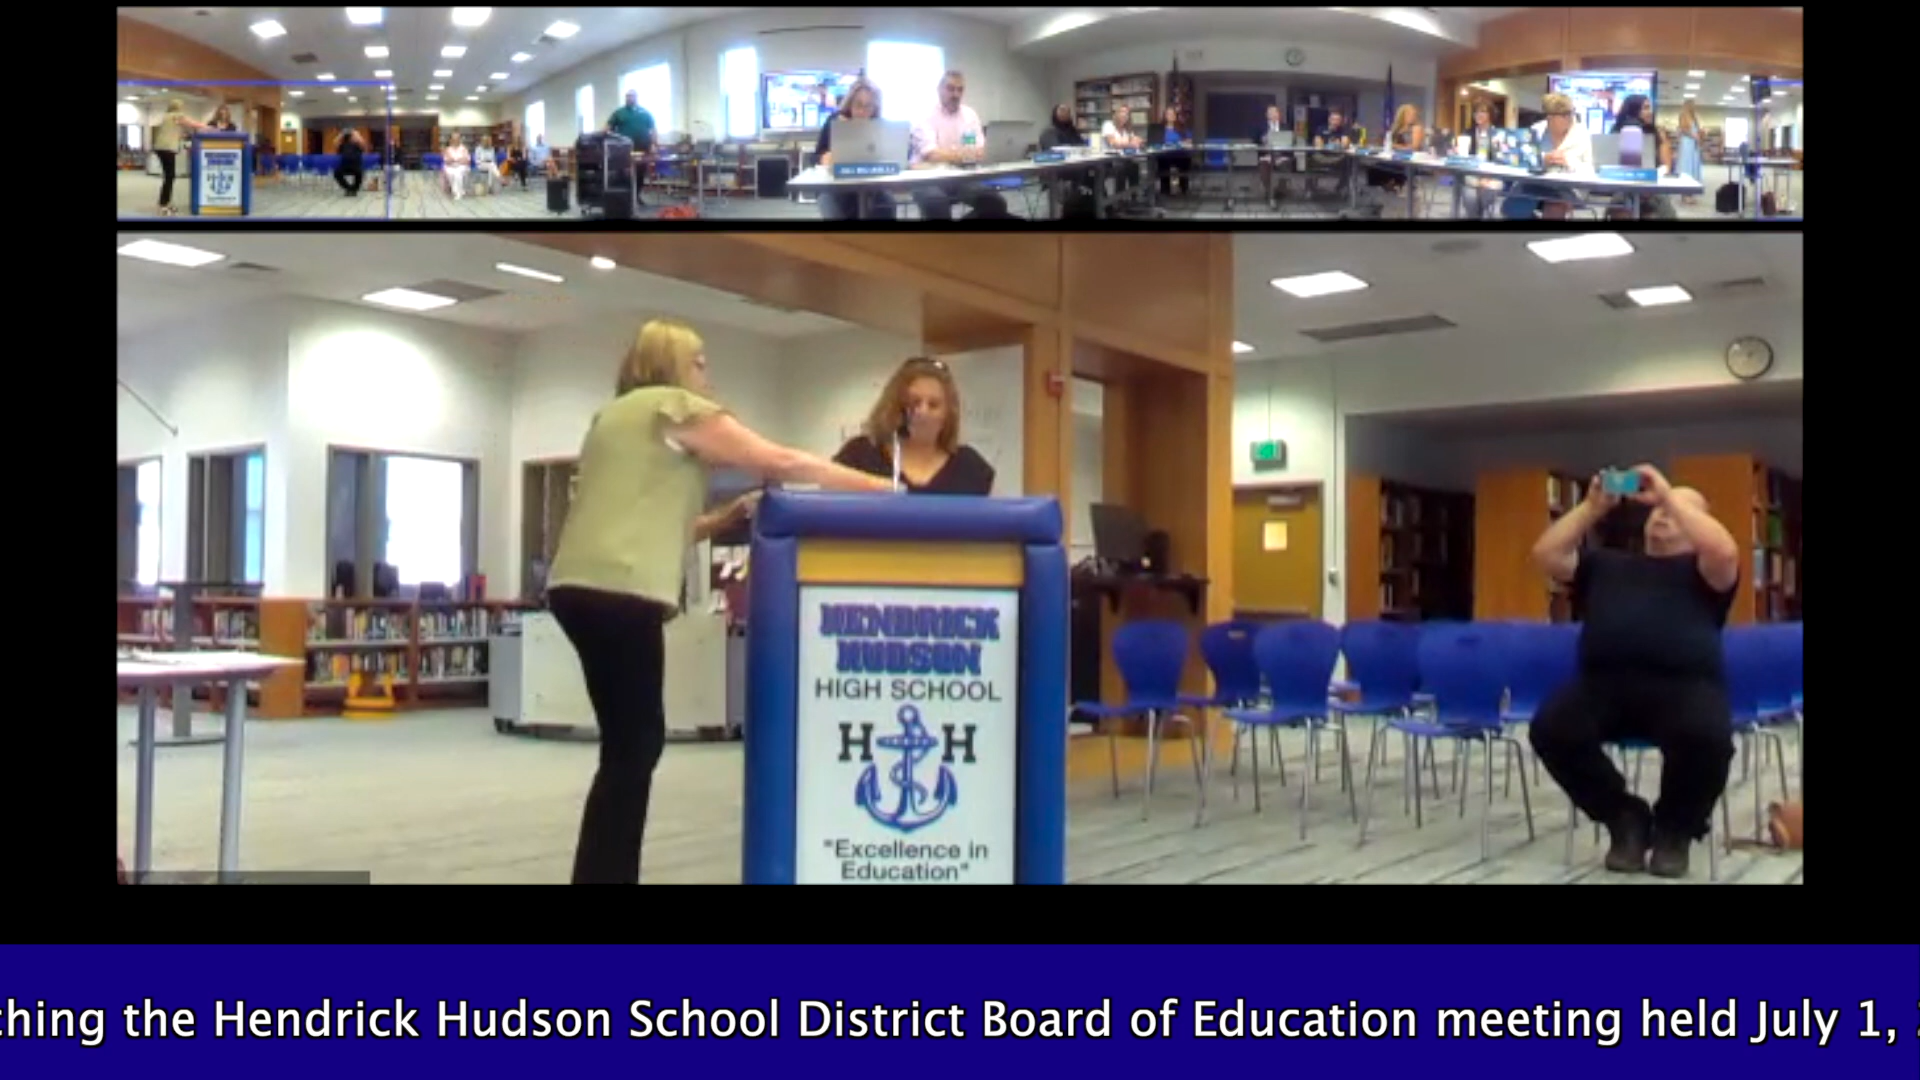 HENDRICK
HUDSON
HIGH SCHOOL
H H
"Excellence in
Education"
thing the Hendrick Hudson School District Board of Education meeting held July 1,